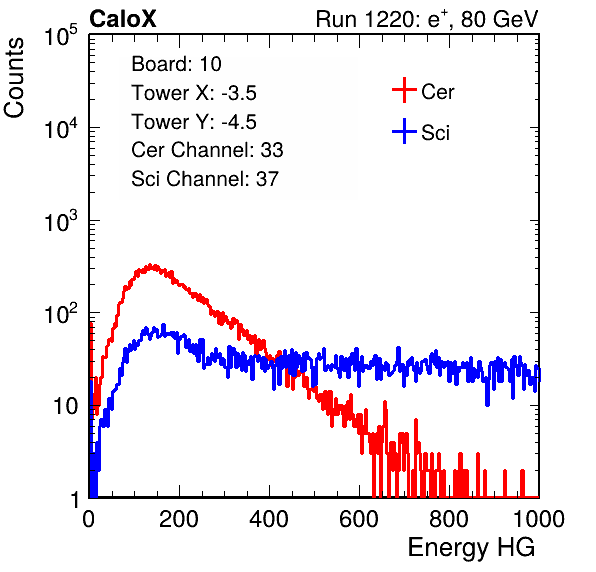 CaloX Run 1220: e⁺, 80 GeV
Counts
10⁵
10⁴
10³
10²
10
1
Board: 10
Tower X: -3.5
Tower Y: -4.5
Cer Channel: 33
Sci Channel: 37
Cer
Sci
0 200 400 600 800 1000
Energy HG